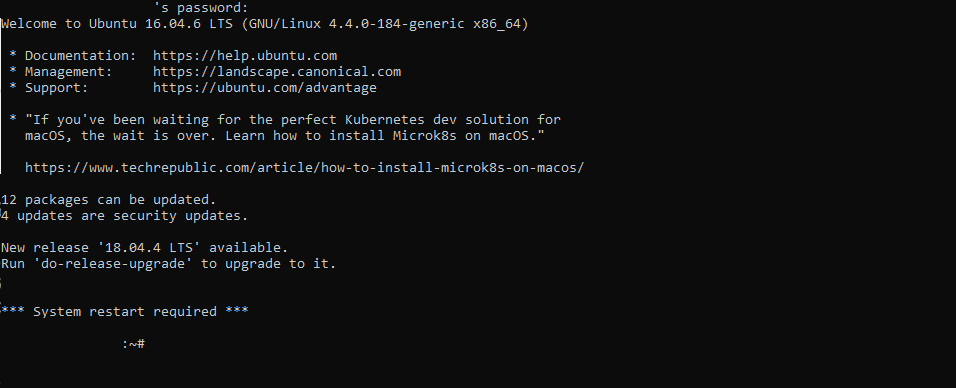 's password:
Welcome to Ubuntu 16.04.6 LTS (GNU/Linux 4.4.0-184-generic x86_64)
* Documentation:  https://help.ubuntu.com
* Management:     https://landscape.canonical.com
* Support:        https://ubuntu.com/advantage
* "If you've been waiting for the perfect Kubernetes dev solution for
macOS, the wait is over. Learn how to install Microk8s on macOS."
https://www.techrepublic.com/article/how-to-install-microk8s-on-macos/
12 packages can be updated.
4 updates are security updates.
New release '18.04.4 LTS' available.
Run 'do-release-upgrade' to upgrade to it.
*** System restart required ***
:~#